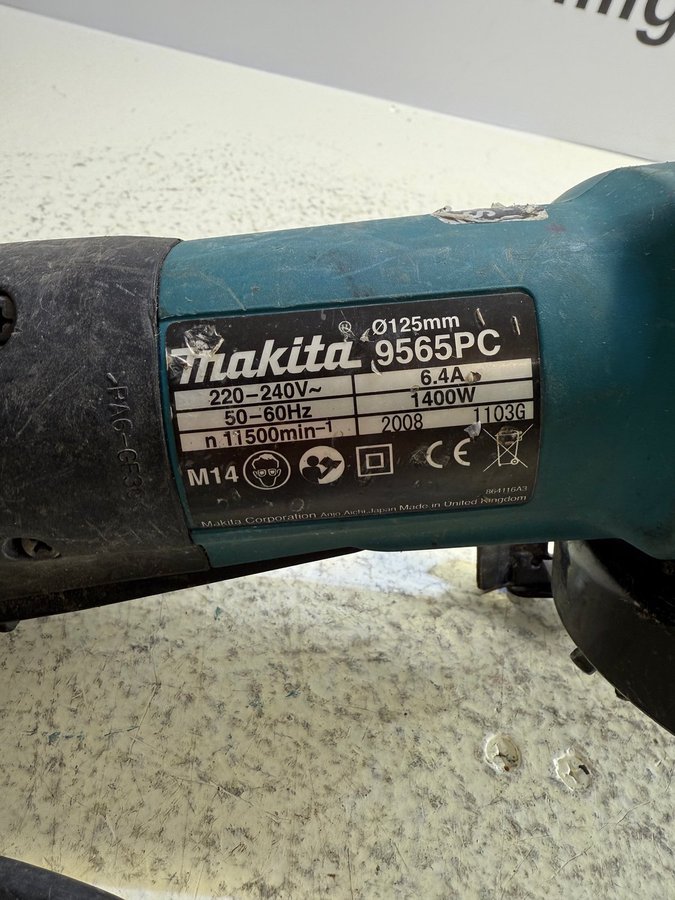 Ø125mm
makita® 9565PC
220-240V~ 6.4A
50-60Hz 1400W
n 11500min-1 2008 1103G
M14 CE
864116A3
Makita Corporation Anjo Aichi Japan Made in United Kingdom